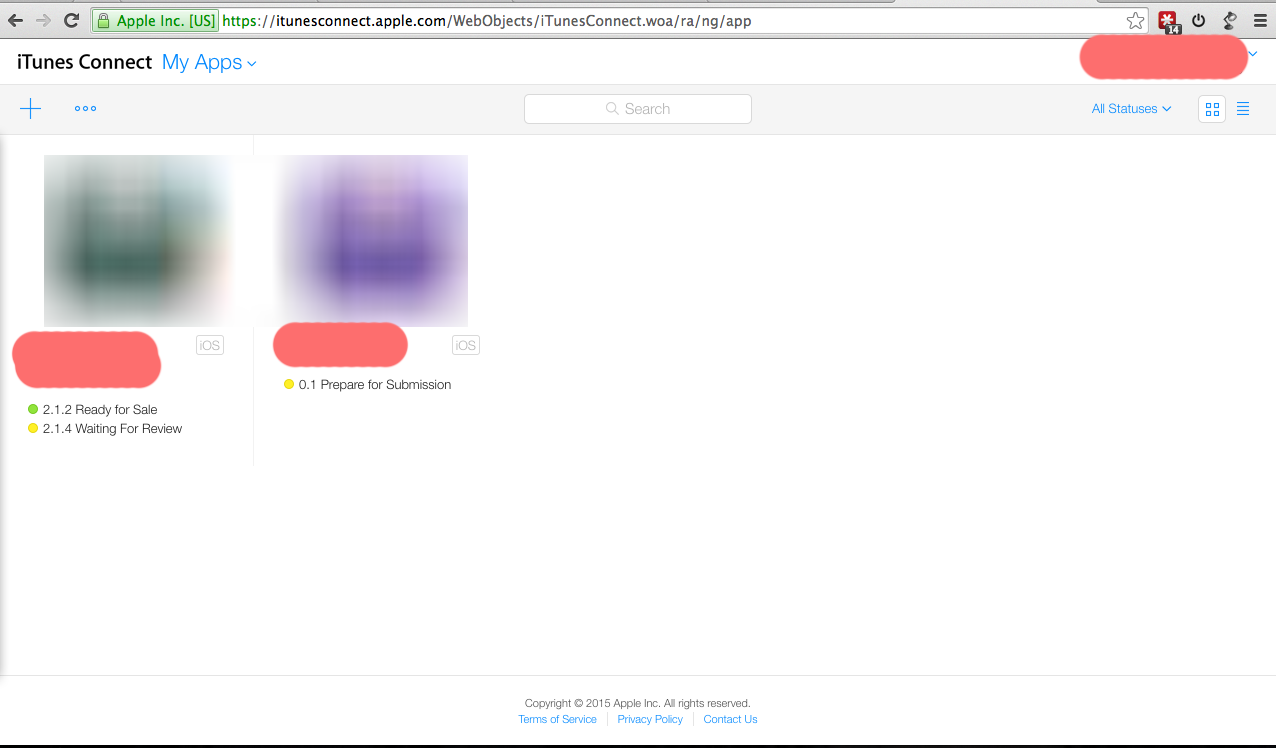 Apple Inc. [US] https://itunesconnect.apple.com/WebObjects/iTunesConnect.woa/ra/ng/app
14
iTunes Connect My Apps
Search
All Statuses
iOS
iOS
0.1 Prepare for Submission
2.1.2 Ready for Sale
2.1.4 Waiting For Review
Copyright © 2015 Apple Inc. All rights reserved.
Terms of Service Privacy Policy Contact Us